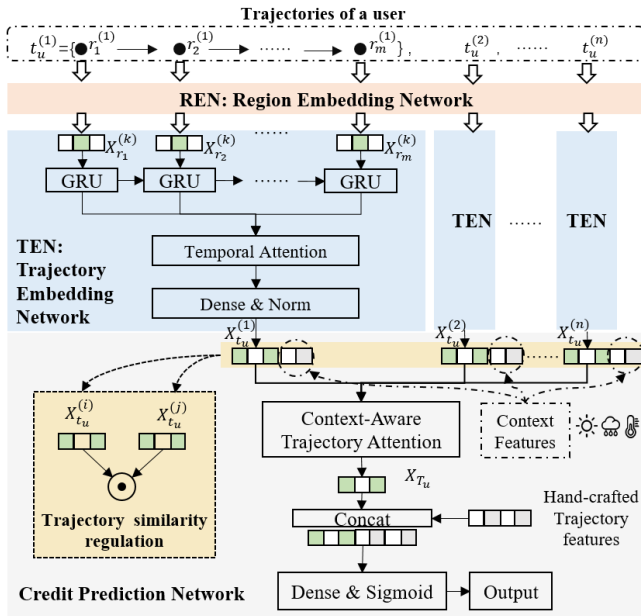 Trajectories of a user
t_u^{(1)}={ r_1^{(1)} r_2^{(1)} ...... r_m^{(1)} }, t_u^{(2)}, ...... t_u^{(n)}
REN: Region Embedding Network
X_{r_1}^{(k)} X_{r_2}^{(k)} ...... X_{r_m}^{(k)}
GRU GRU ...... GRU
TEN ...... TEN
TEN:
Trajectory
Embedding
Network
Temporal Attention
Dense & Norm
X_{t_u}^{(1)} X_{t_u}^{(2)} X_{t_u}^{(n)}
......
X_{t_u}^{(i)} X_{t_u}^{(j)}
Trajectory similarity
regulation
Context-Aware
Trajectory Attention
Context
Features
X_{T_u}
Concat
Hand-crafted
Trajectory
features
Dense & Sigmoid
Output
Credit Prediction Network